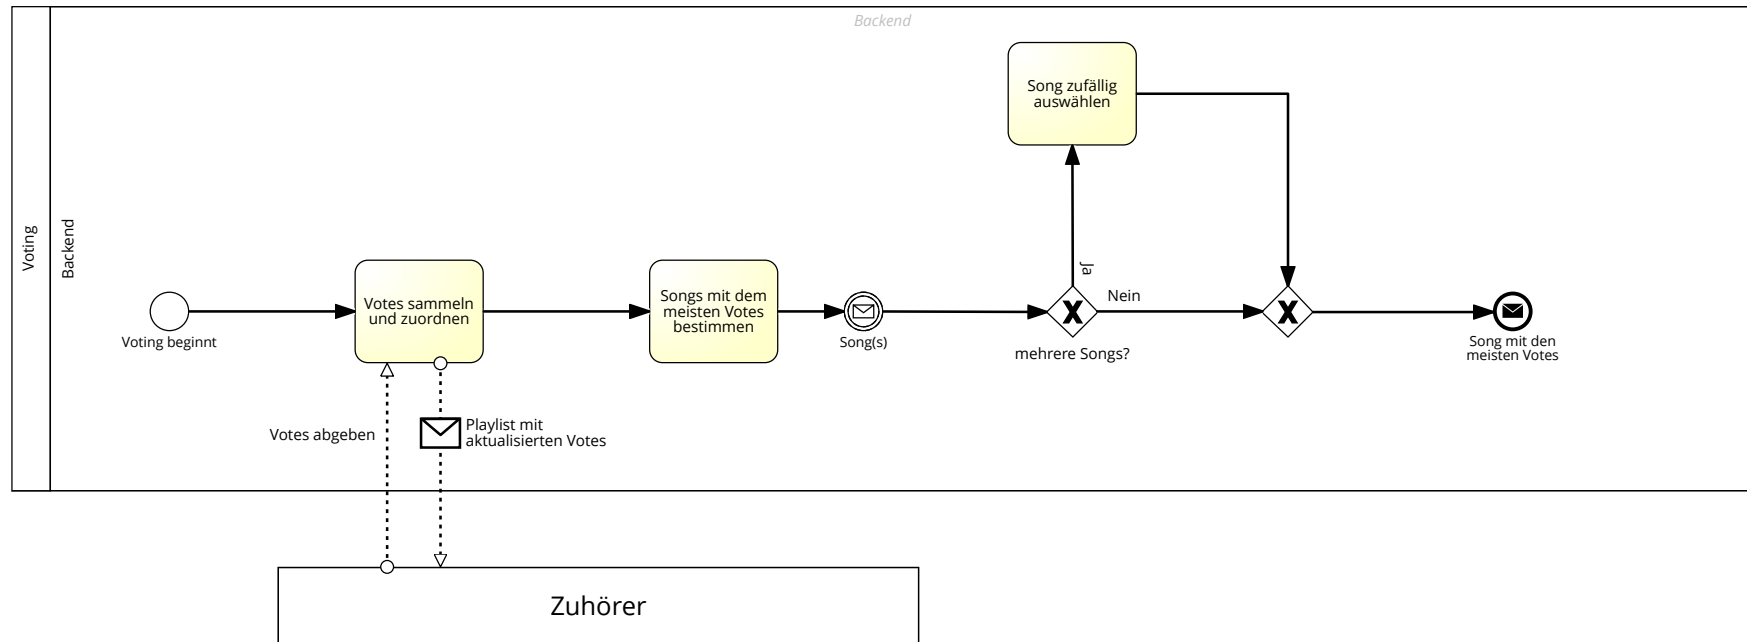 Backend
Song zufällig
auswählen
Voting
Backend
Ja
Votes sammeln
und zuordnen
Songs mit dem
meisten Votes
bestimmen
Nein
Voting beginnt
Song(s)
mehrere Songs?
Song mit den
meisten Votes
Votes abgeben
Playlist mit
aktualisierten Votes
Zuhörer